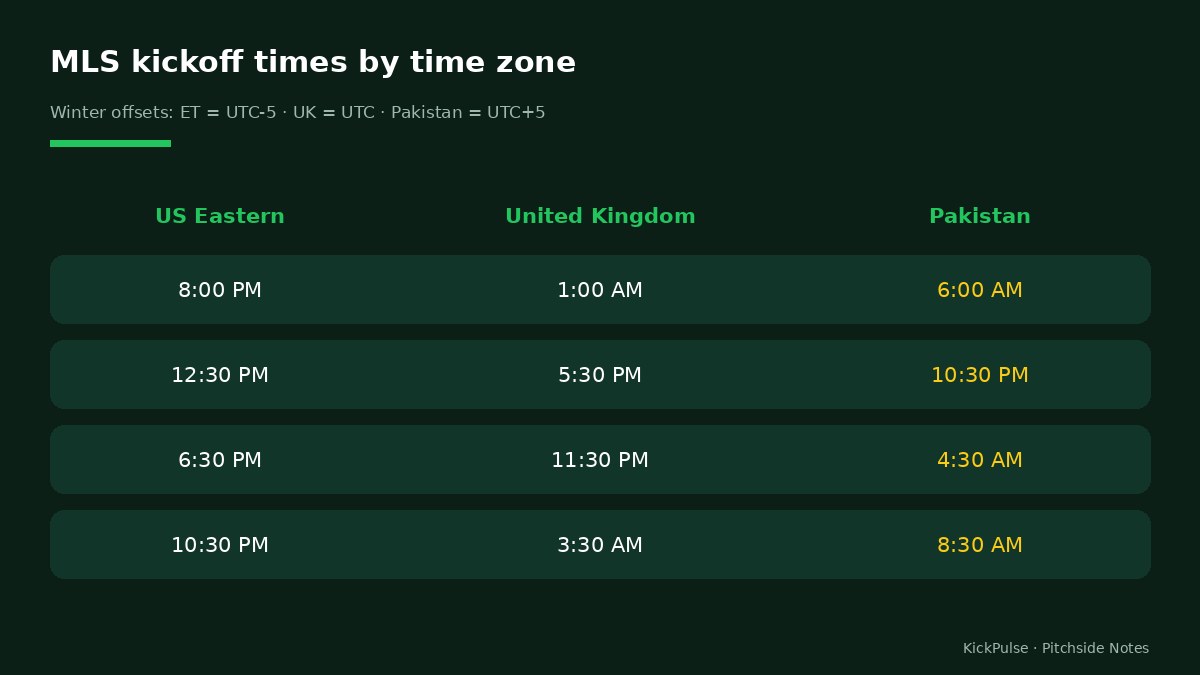 MLS kickoff times by time zone
Winter offsets: ET = UTC-5 · UK = UTC · Pakistan = UTC+5
US Eastern United Kingdom Pakistan
8:00 PM 1:00 AM 6:00 AM
12:30 PM 5:30 PM 10:30 PM
6:30 PM 11:30 PM 4:30 AM
10:30 PM 3:30 AM 8:30 AM
KickPulse · Pitchside Notes